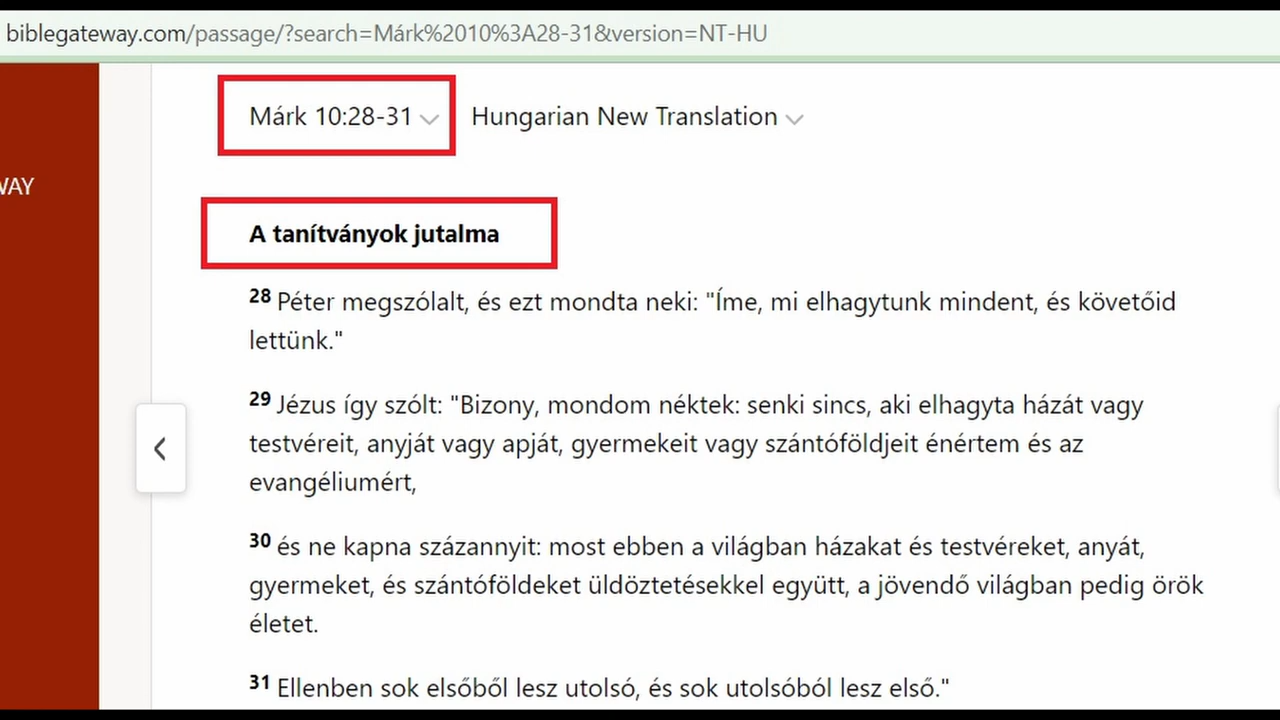 biblegateway.com/passage/?search=Márk%2010%3A28-31&version=NT-HU
Márk 10:28-31 Hungarian New Translation
WAY
A tanítványok jutalma
28 Péter megszólalt, és ezt mondta neki: "Íme, mi elhagytunk mindent, és követőid
lettünk."
29 Jézus így szólt: "Bizony, mondom néktek: senki sincs, aki elhagyta házát vagy
testvéreit, anyját vagy apját, gyermekeit vagy szántóföldjeit énértem és az
evangéliumért,
30 és ne kapna százannyit: most ebben a világban házakat és testvéreket, anyát,
gyermeket, és szántóföldeket üldöztetésekkel együtt, a jövendő világban pedig örök
életet.
31 Ellenben sok elsőből lesz utolsó, és sok utolsóból lesz első."